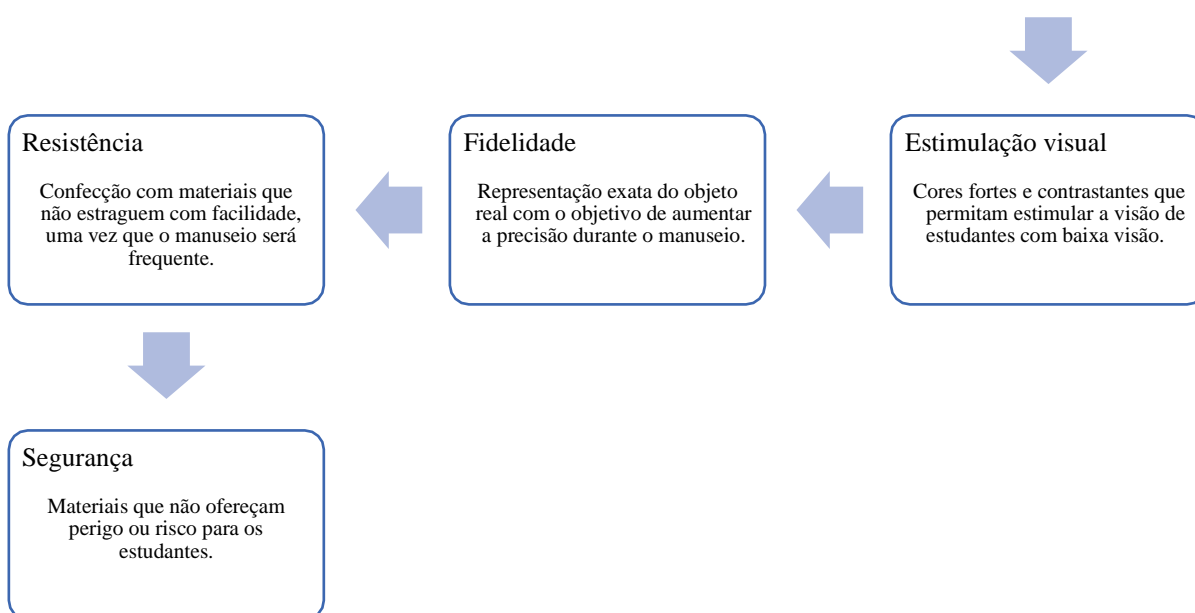 Resistência
Confecção com materiais que
não estraguem com facilidade,
uma vez que o manuseio será
frequente.
Fidelidade
Representação exata do objeto
real com o objetivo de aumentar
a precisão durante o manuseio.
Estimulação visual
Cores fortes e contrastantes que
permitam estimular a visão de
estudantes com baixa visão.
Segurança
Materiais que não ofereçam
perigo ou risco para os
estudantes.